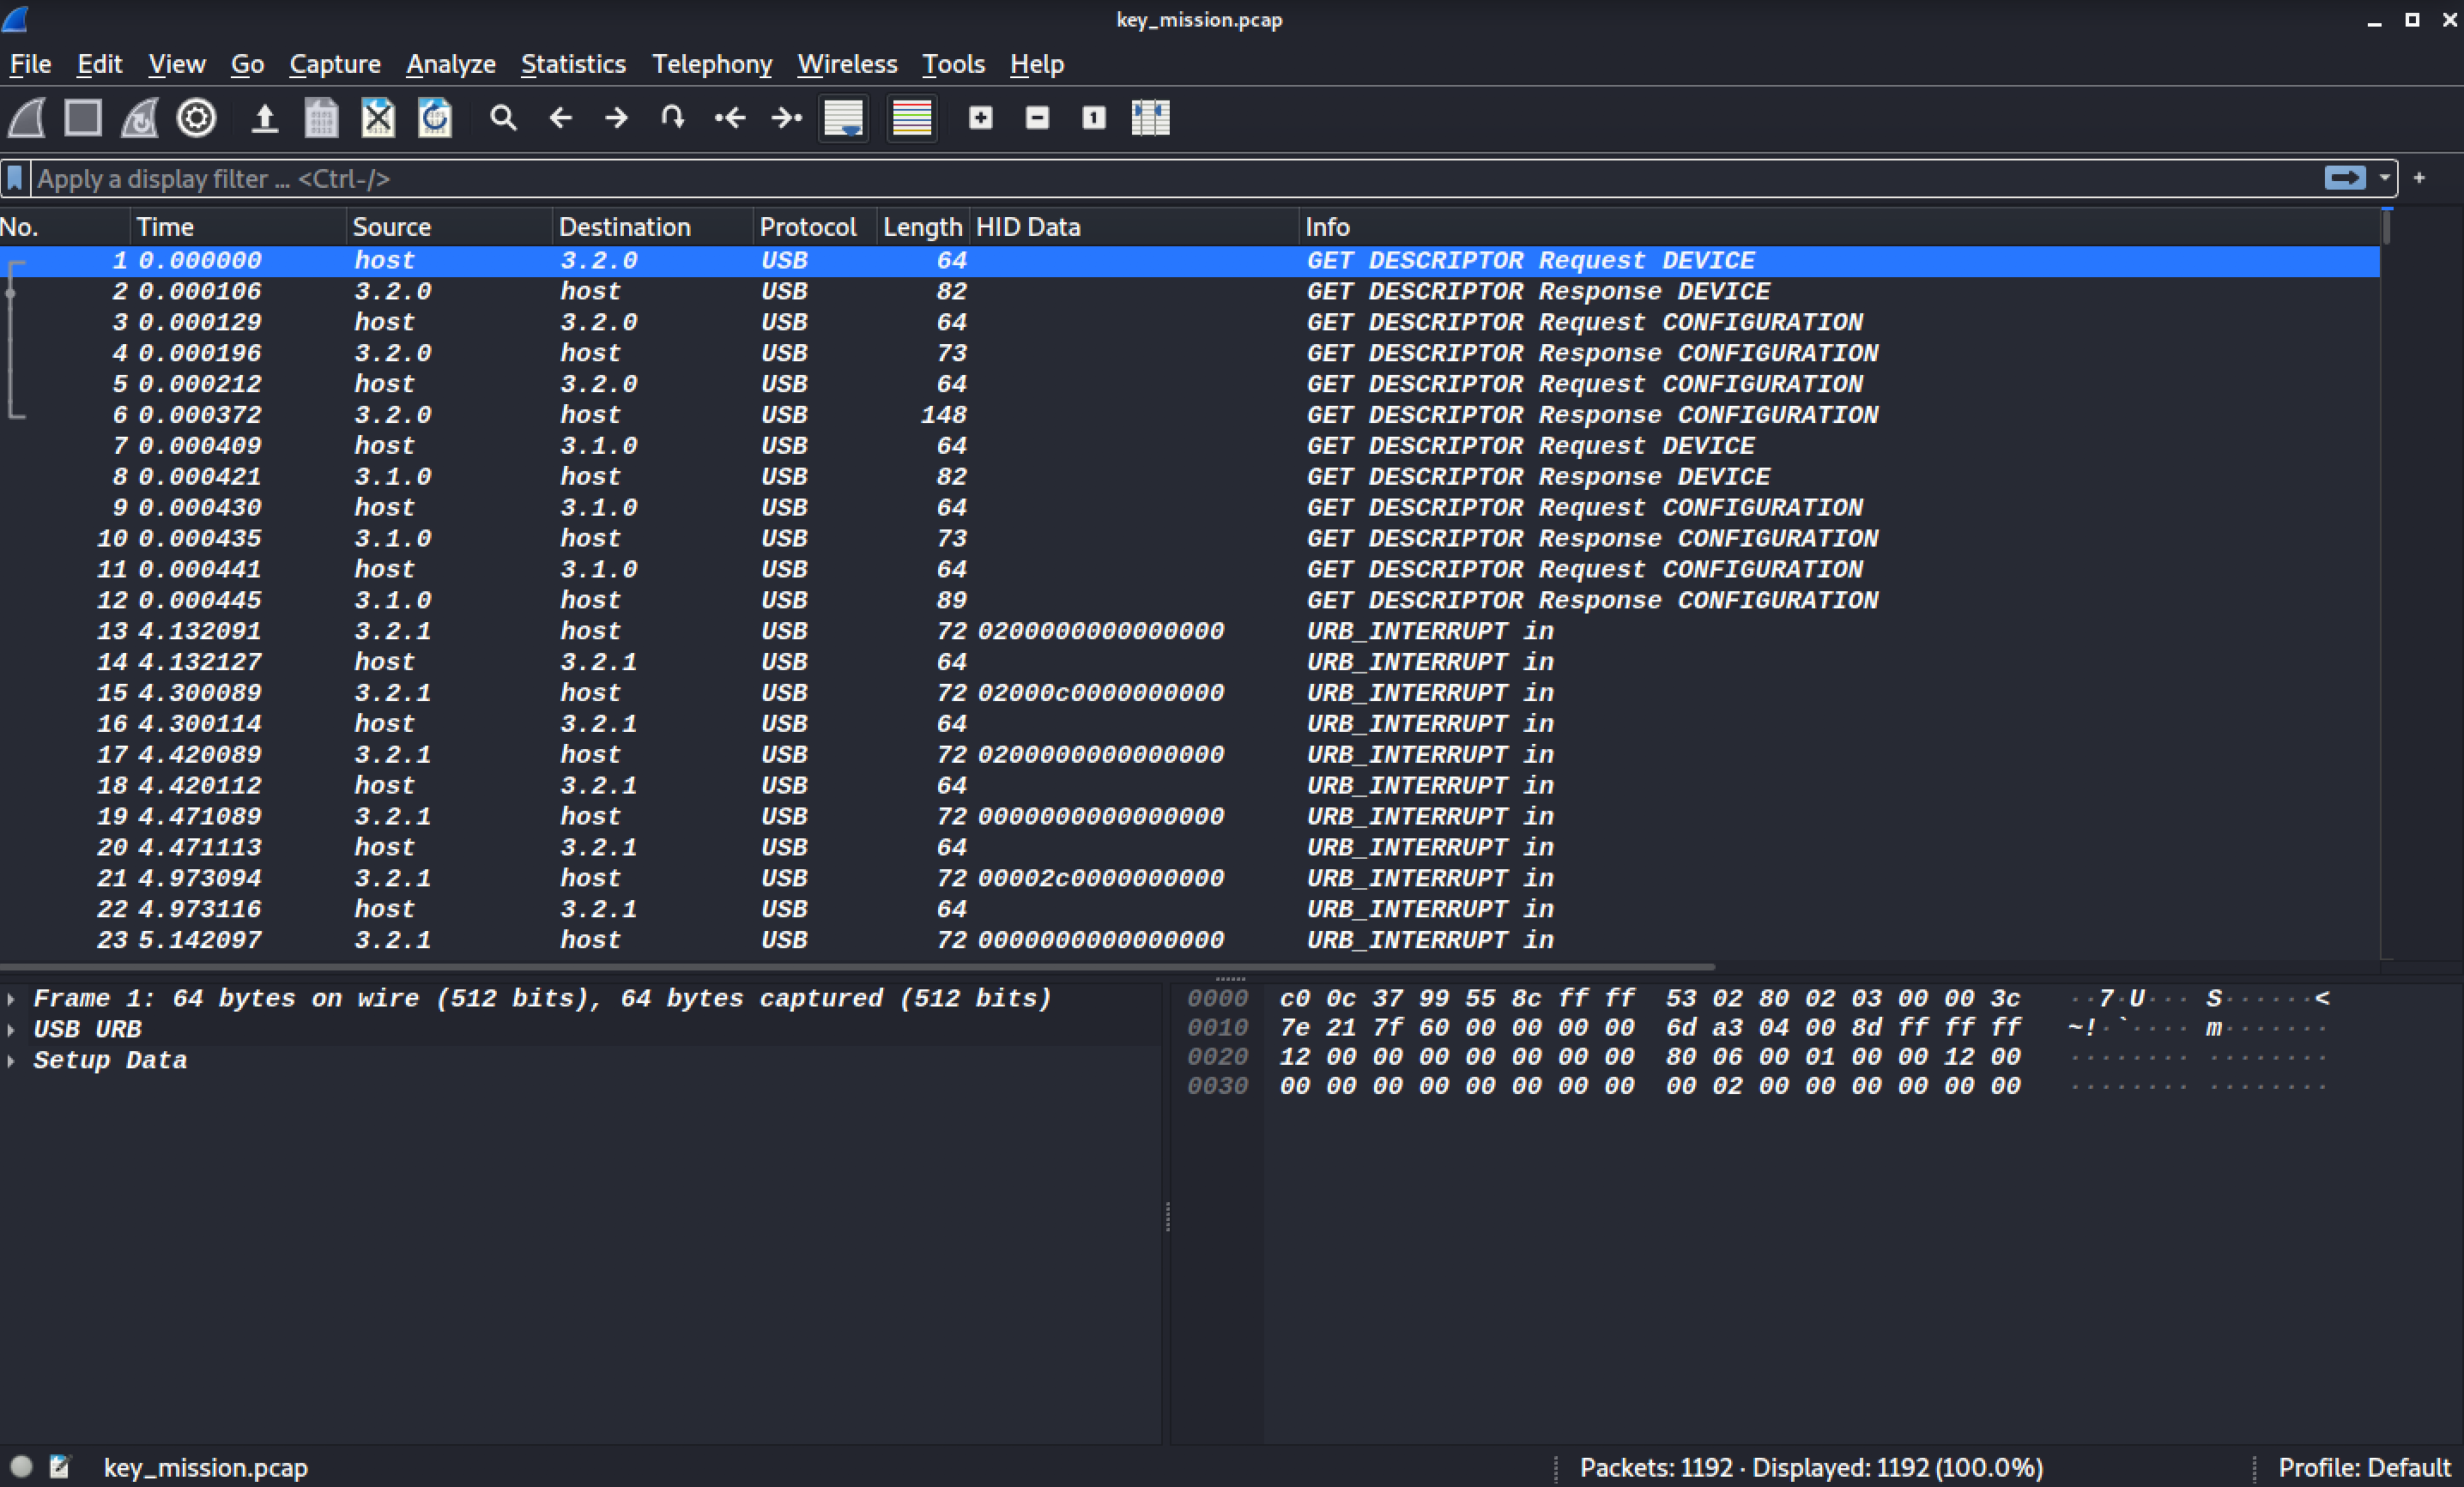 key_mission.pcap
File Edit View Go Capture Analyze Statistics Telephony Wireless Tools Help
Apply a display filter ... <Ctrl-/>
No. Time Source Destination Protocol Length HID Data Info
1 0.000000 host 3.2.0 USB 64 GET DESCRIPTOR Request DEVICE
2 0.000106 3.2.0 host USB 82 GET DESCRIPTOR Response DEVICE
3 0.000129 host 3.2.0 USB 64 GET DESCRIPTOR Request CONFIGURATION
4 0.000196 3.2.0 host USB 73 GET DESCRIPTOR Response CONFIGURATION
5 0.000212 host 3.2.0 USB 64 GET DESCRIPTOR Request CONFIGURATION
6 0.000372 3.2.0 host USB 148 GET DESCRIPTOR Response CONFIGURATION
7 0.000409 host 3.1.0 USB 64 GET DESCRIPTOR Request DEVICE
8 0.000421 3.1.0 host USB 82 GET DESCRIPTOR Response DEVICE
9 0.000430 host 3.1.0 USB 64 GET DESCRIPTOR Request CONFIGURATION
10 0.000435 3.1.0 host USB 73 GET DESCRIPTOR Response CONFIGURATION
11 0.000441 host 3.1.0 USB 64 GET DESCRIPTOR Request CONFIGURATION
12 0.000445 3.1.0 host USB 89 GET DESCRIPTOR Response CONFIGURATION
13 4.132091 3.2.1 host USB 72 0200000000000000 URB_INTERRUPT in
14 4.132127 host 3.2.1 USB 64 URB_INTERRUPT in
15 4.300089 3.2.1 host USB 72 02000c0000000000 URB_INTERRUPT in
16 4.300114 host 3.2.1 USB 64 URB_INTERRUPT in
17 4.420089 3.2.1 host USB 72 0200000000000000 URB_INTERRUPT in
18 4.420112 host 3.2.1 USB 64 URB_INTERRUPT in
19 4.471089 3.2.1 host USB 72 0000000000000000 URB_INTERRUPT in
20 4.471113 host 3.2.1 USB 64 URB_INTERRUPT in
21 4.973094 3.2.1 host USB 72 00002c0000000000 URB_INTERRUPT in
22 4.973116 host 3.2.1 USB 64 URB_INTERRUPT in
23 5.142097 3.2.1 host USB 72 0000000000000000 URB_INTERRUPT in
Frame 1: 64 bytes on wire (512 bits), 64 bytes captured (512 bits)
USB URB
Setup Data
0000 c0 0c 37 99 55 8c ff ff 53 02 80 02 03 00 00 3c ··7·U··· S······<
0010 7e 21 7f 60 00 00 00 00 6d a3 04 00 8d ff ff ff ~!·`···· m·······
0020 12 00 00 00 00 00 00 00 80 06 00 01 00 00 12 00 ········ ········
0030 00 00 00 00 00 00 00 00 00 02 00 00 00 00 00 00 ········ ········
key_mission.pcap Packets: 1192 · Displayed: 1192 (100.0%) Profile: Default